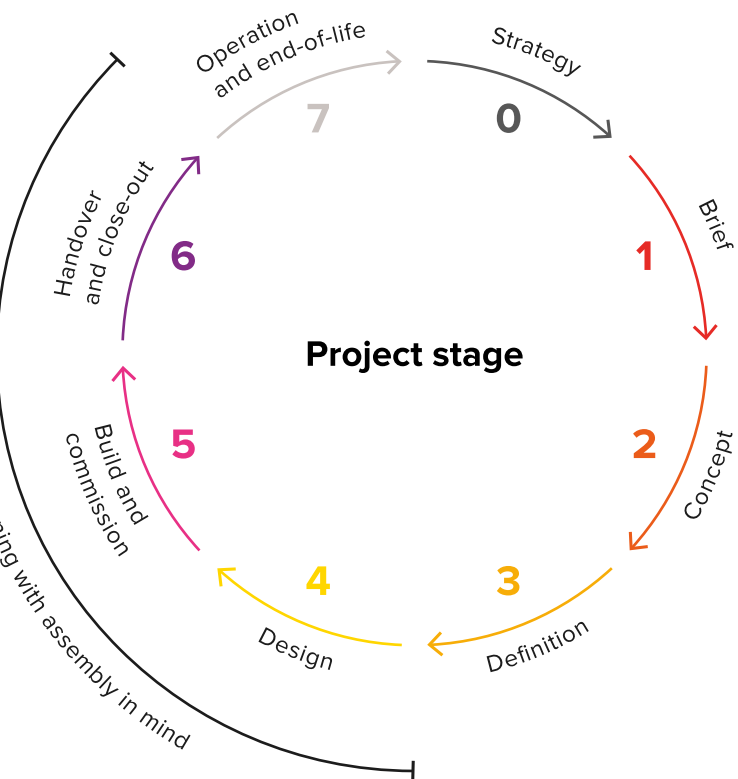 Operation
and end-of-life
7
Strategy
0
Brief
1
Concept
2
Definition
3
Design
4
Build and
commission
5
Handover
and close-out
6
Project stage
with assembly in mind